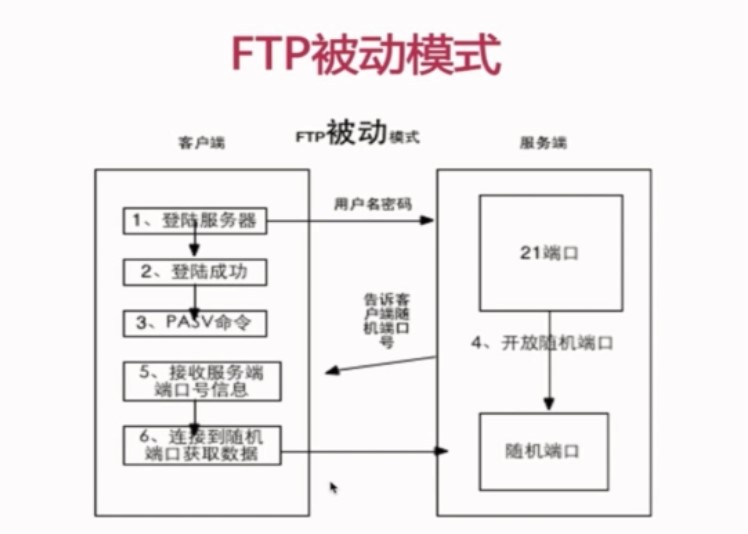 FTP被动模式
客户端
FTP被动模式
服务端
1、登陆服务器
用户名密码
21端口
2、登陆成功
3、PASV命令
告诉客
户端随
机端口
号
4、开放随机端口
5、接收服务端
端口号信息
6、连接到随机
端口获取数据
随机端口